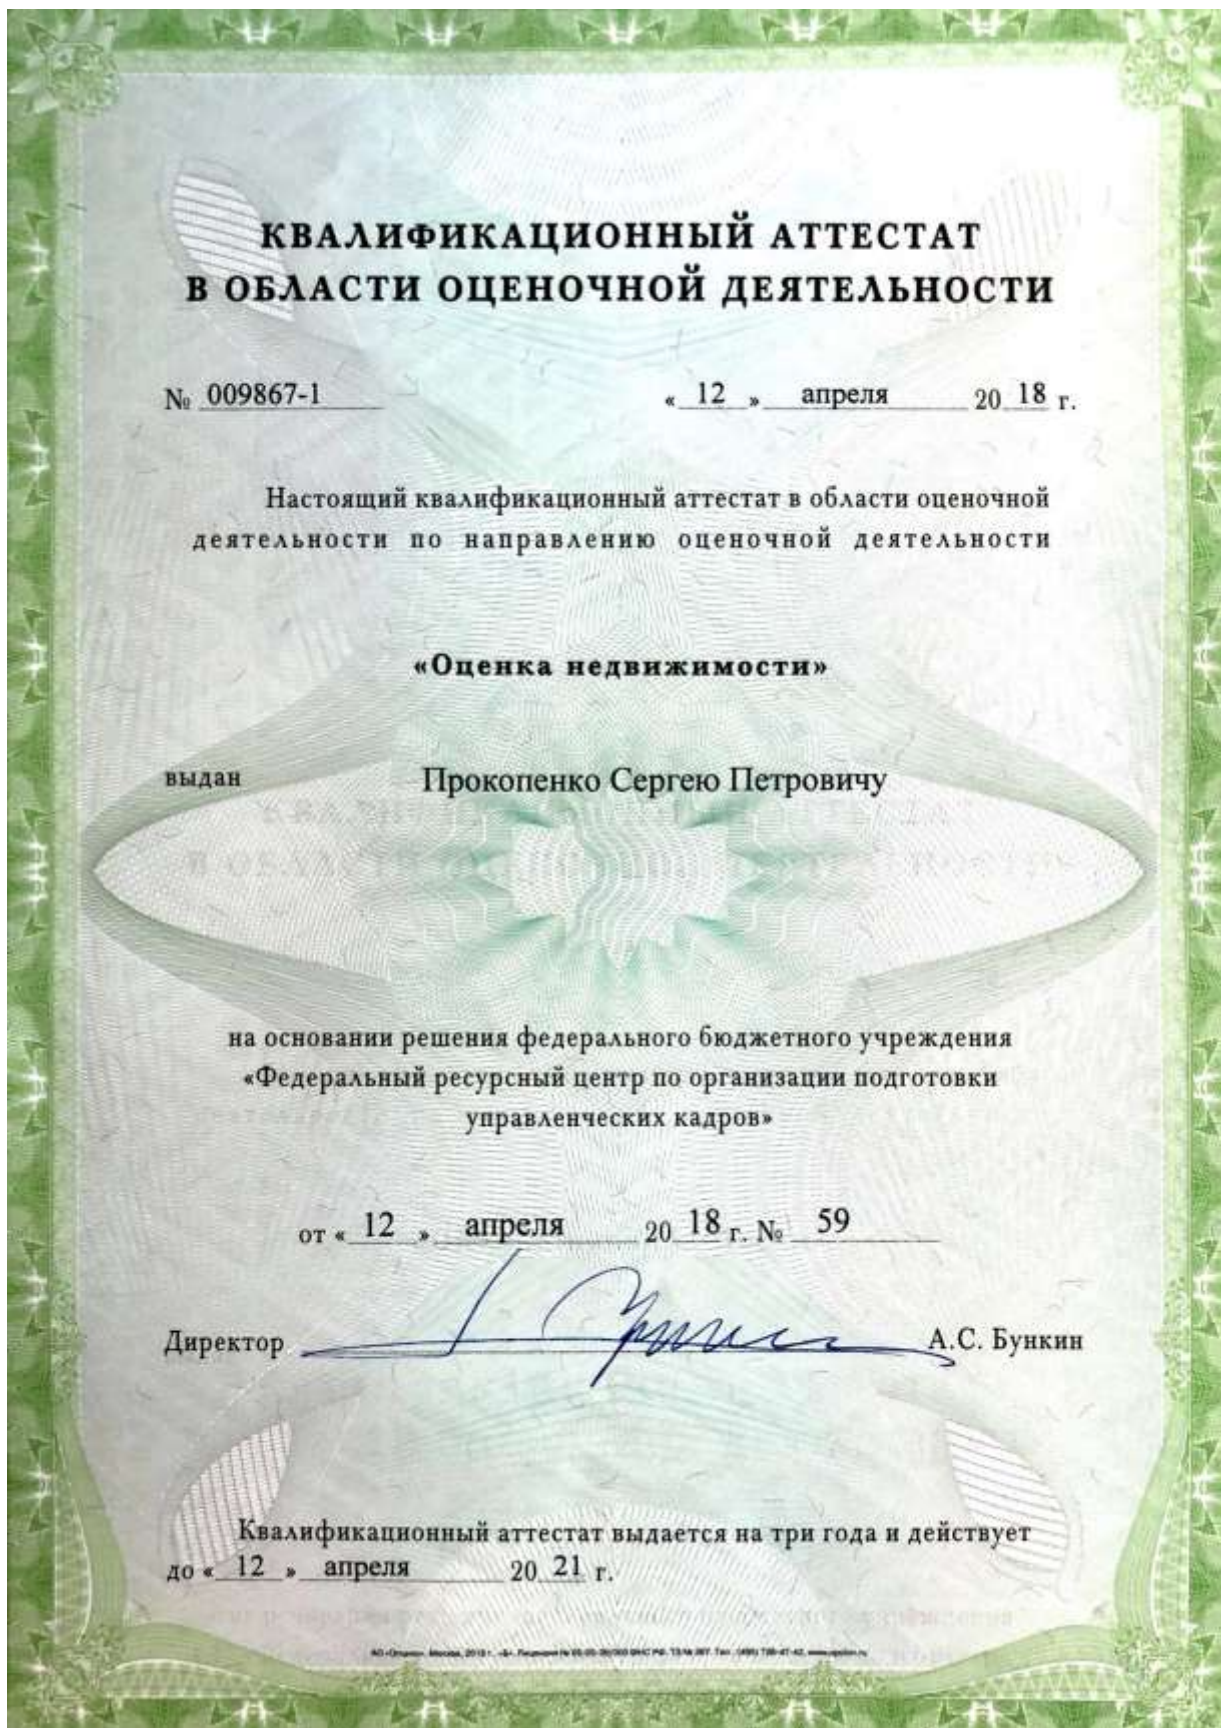 КВАЛИФИКАЦИОННЫЙ АТТЕСТАТ
В ОБЛАСТИ ОЦЕНОЧНОЙ ДЕЯТЕЛЬНОСТИ
№ 009867-1 « 12 » апреля 20 18 г.
Настоящий квалификационный аттестат в области оценочной
деятельности по направлению оценочной деятельности
«Оценка недвижимости»
выдан Прокопенко Сергею Петровичу
на основании решения федерального бюджетного учреждения
«Федеральный ресурсный центр по организации подготовки
управленческих кадров»
от « 12 » апреля 20 18 г. № 59
Директор А.С. Бункин
Квалификационный аттестат выдается на три года и действует
до « 12 » апреля 20 21 г.